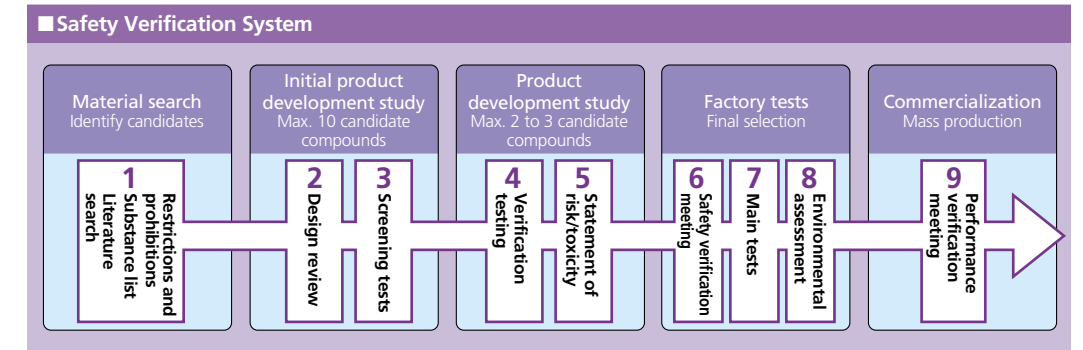 ■Safety Verification System
Material search
Identify candidates
1
Restrictions and
prohibitions
Substance list
Literature
search
Initial product
development study
Max. 10 candidate
compounds
2
Design review
3
Screening tests
Product
development study
Max. 2 to 3 candidate
compounds
4
Verification
testing
5
Statement of
risk/toxicity
Factory tests
Final selection
6
Safety verification
meeting
7
Main tests
8
Environmental
assessment
Commercialization
Mass production
9
Performance
verification
meeting